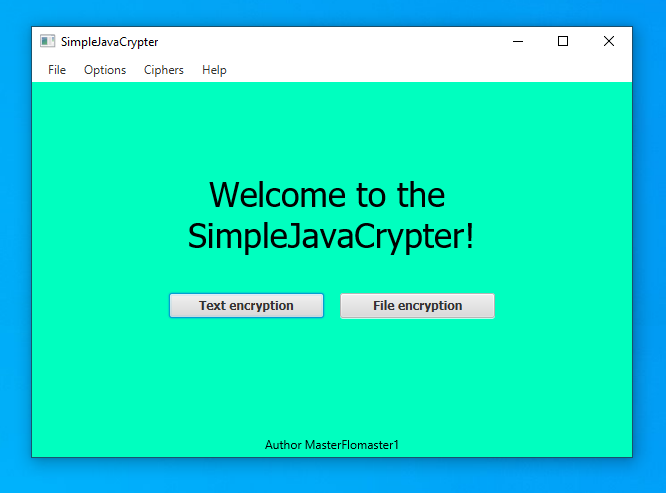 SimpleJavaCrypter
File Options Ciphers Help
Welcome to the
SimpleJavaCrypter!
Text encryption File encryption
Author MasterFlomaster1